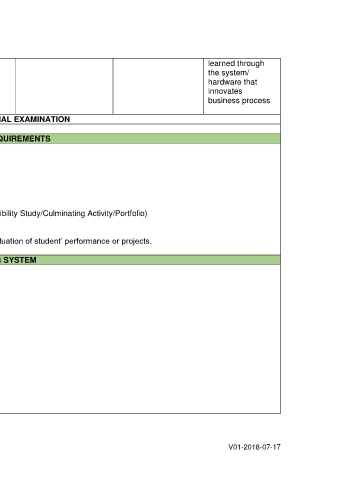 learned through
the system/
hardware that
innovates
business process
AL EXAMINATION
QUIREMENTS
ibility Study/Culminating Activity/Portfolio)
luation of student' performance or projects.
SYSTEM
V01-2018-07-17